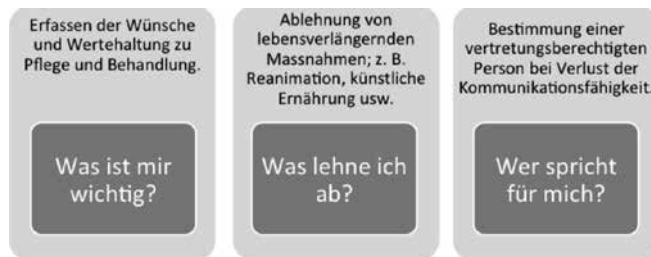 Erfassen der Wünsche
und Wertehaltung zu
Pflege und Behandlung.
Was ist mir
wichtig?
Ablehnung von
lebensverlängernden
Massnahmen; z. B.
Reanimation, künstliche
Ernährung usw.
Was lehne ich
ab?
Bestimmung einer
vertretungsberechtigten
Person bei Verlust der
Kommunikationsfähigkeit.
Wer spricht
für mich?